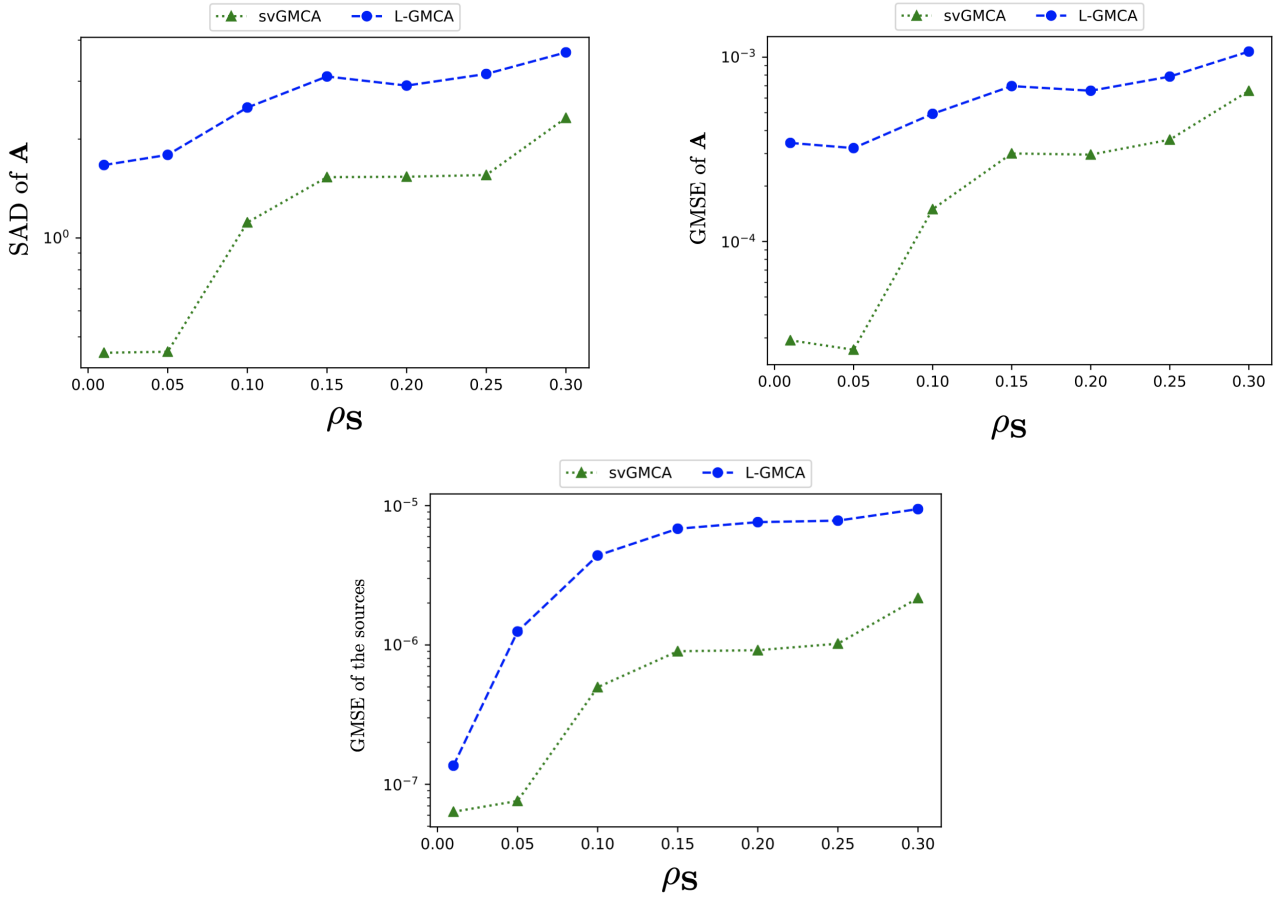 svGMCA L-GMCA
SAD of A
10⁰
0.00 0.05 0.10 0.15 0.20 0.25 0.30
ρS
svGMCA L-GMCA
GMSE of A
10⁻³
10⁻⁴
0.00 0.05 0.10 0.15 0.20 0.25 0.30
ρS
svGMCA L-GMCA
GMSE of the sources
10⁻⁵
10⁻⁶
10⁻⁷
0.00 0.05 0.10 0.15 0.20 0.25 0.30
ρS